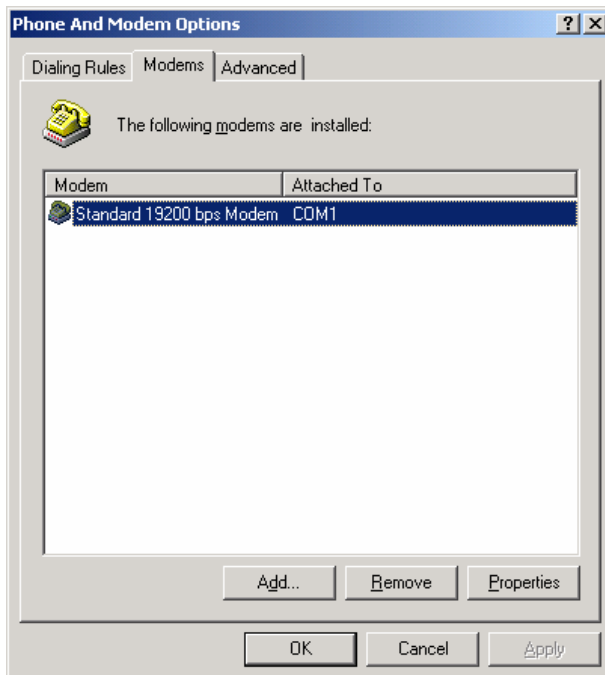 Phone And Modem Options
Dialing Rules Modems Advanced
The following modems are installed:
Modem Attached To
Standard 19200 bps Modem COM1
Add... Remove Properties
OK Cancel Apply